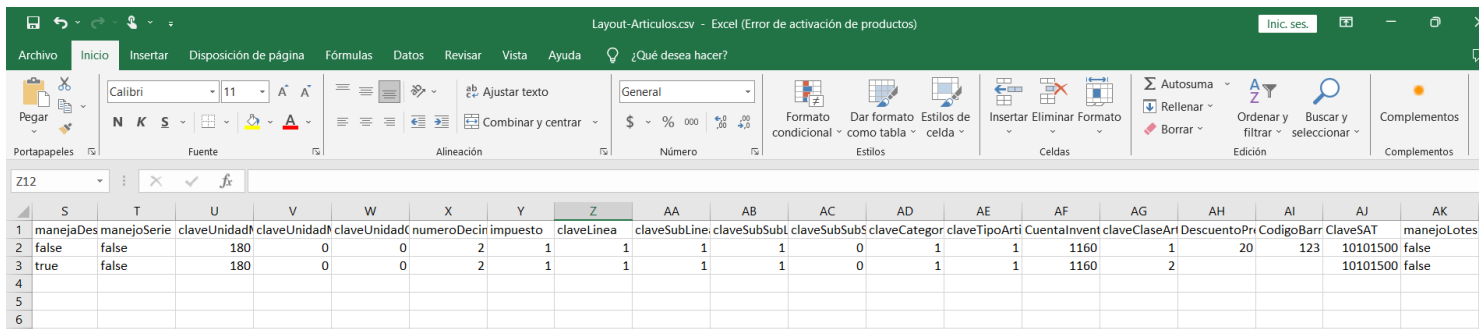 Layout-Articulos.csv - Excel (Error de activación de productos)
Inic. ses.
Archivo Inicio Insertar Disposición de página Fórmulas Datos Revisar Vista Ayuda ¿Qué desea hacer?
Pegar
Portapapeles
Calibri 11 A A
N K S A
Fuente
ab Ajustar texto
Combinar y centrar
Alineación
General
$ % 000 ,00 ,00
Número
Formato condicional
Dar formato como tabla
Estilos de celda
Estilos
Insertar Eliminar Formato
Celdas
Σ Autosuma
Rellenar
Borrar
Ordenar y filtrar
Buscar y seleccionar
Edición
Complementos
Complementos
Z12 fx
S T U V W X Y Z AA AB AC AD AE AF AG AH AI AJ AK
1 manejaDes manejoSerie claveUnidadM claveUnidadM claveUnidadC numeroDecin impuesto claveLinea claveSubLinea claveSubSubL claveSubSubS claveCategor claveTipoArti CuentaInvent claveClaseArt DescuentoPro CodigoBarr ClaveSAT manejoLotes
2 false false 180 0 0 2 1 1 1 1 0 1 1 1160 1 20 123 10101500 false
3 true false 180 0 0 2 1 1 1 1 0 1 1 1160 2 10101500 false
4
5
6